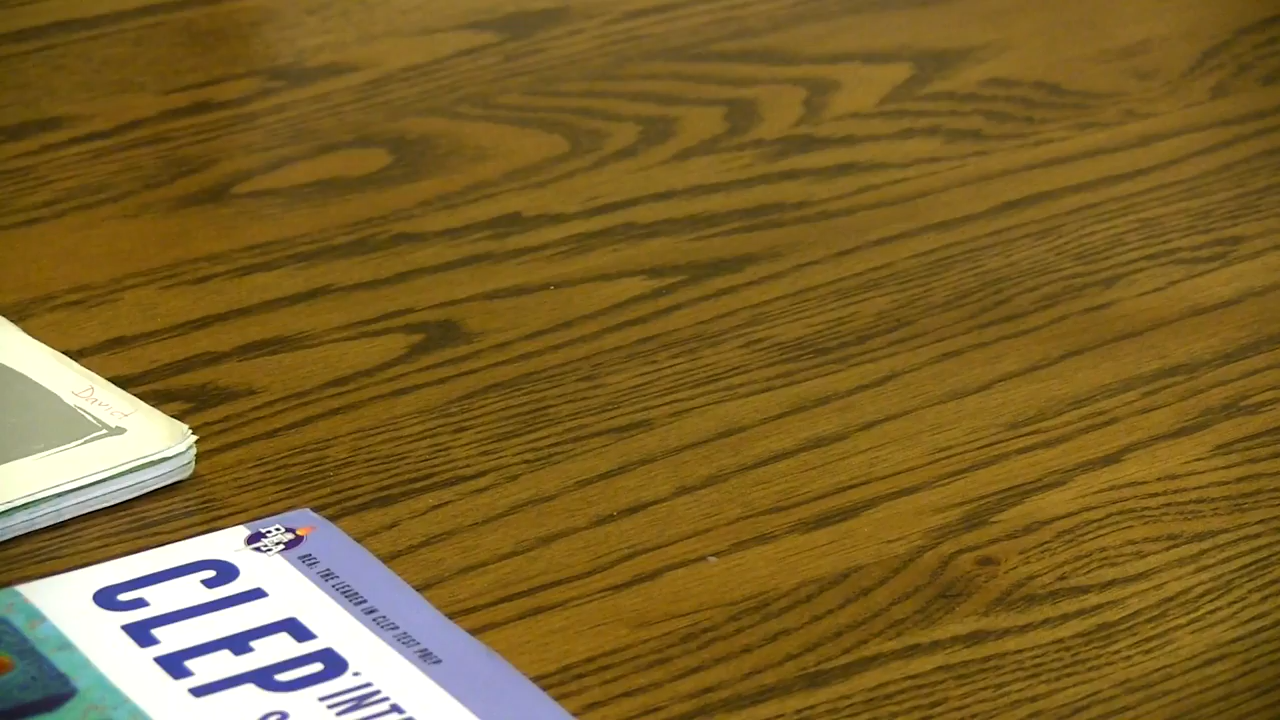 David
REA
REA: THE LEADER IN CLEP TEST PREP
CLEP